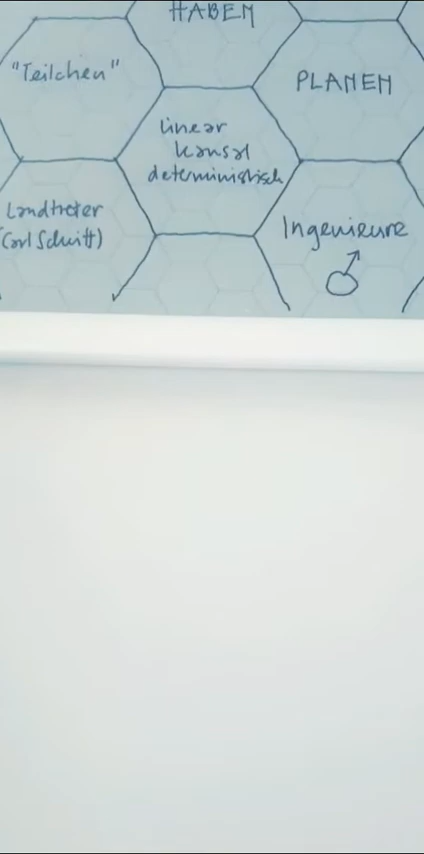 HABEN
"Teilchen"
PLANEN
linear
kausal
deterministisch
Landtreter
(Carl Schmitt)
Ingenieure